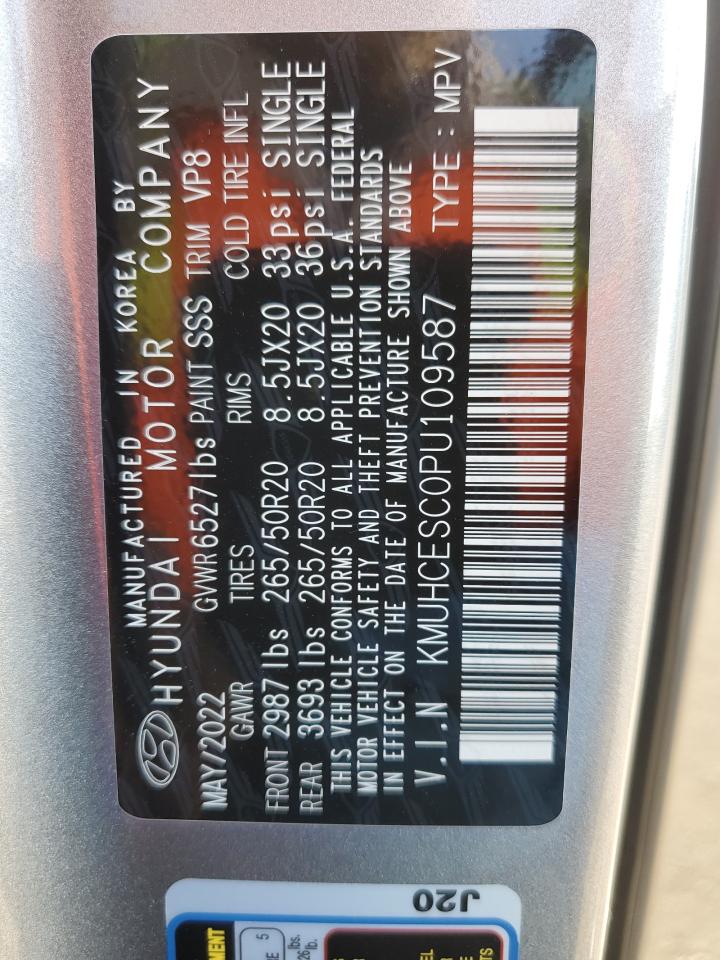 MANUFACTURED IN KOREA BY
HYUNDAI MOTOR COMPANY
MAY/2022 GVWR 6527 lbs PAINT SSS TRIM VP8
GAWR TIRES RIMS COLD TIRE INFL
FRONT 2987 lbs 265/50R20 8.5JX20 33psi SINGLE
REAR 3693 lbs 265/50R20 8.5JX20 36psi SINGLE
THIS VEHICLE CONFORMS TO ALL APPLICABLE U.S.A FEDERAL
MOTOR VEHICLE SAFETY AND THEFT PREVENTION STANDARDS
IN EFFECT ON THE DATE OF MANUFACTURE SHOWN ABOVE
V.I.N KMUHCESC0PU109587 TYPE : MPV
J20
5
lbs.